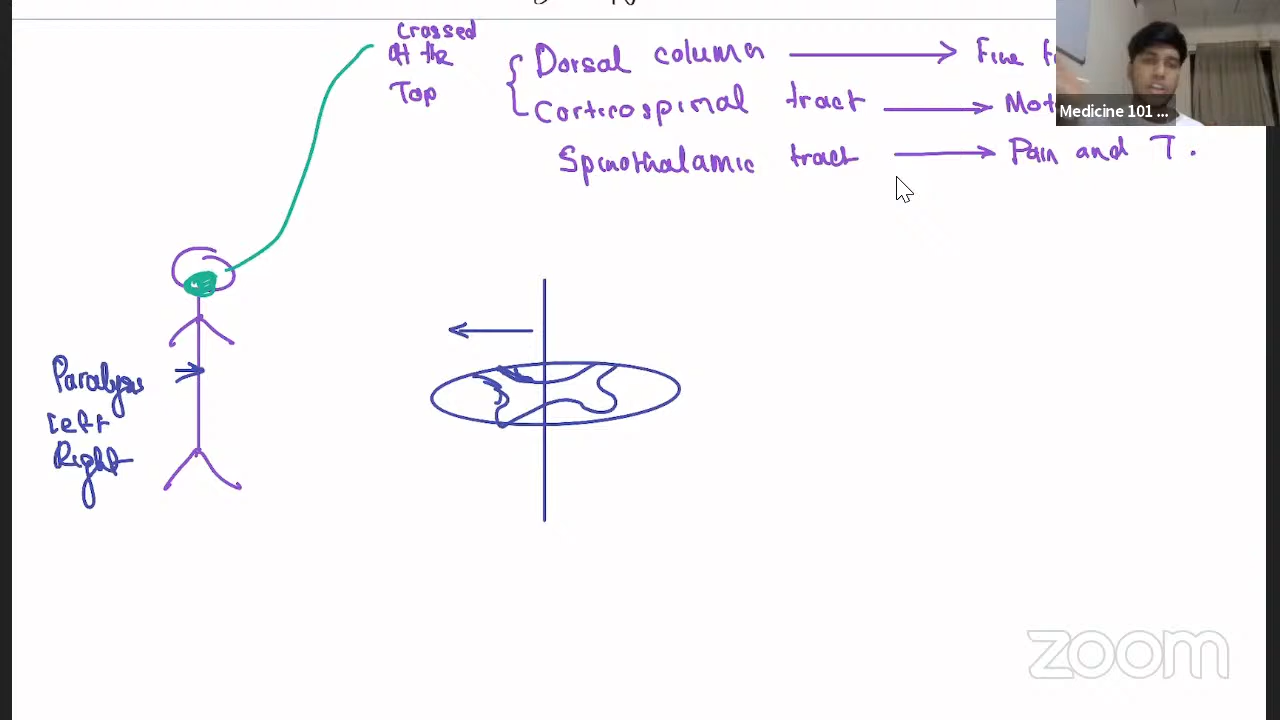 Crossed
At the
Top
Dorsal column
Fine
Corticospinal tract
Spinothalamic tract
Pain and T.
Medicine 101 ...
Paralysis
Left
Right
zoom